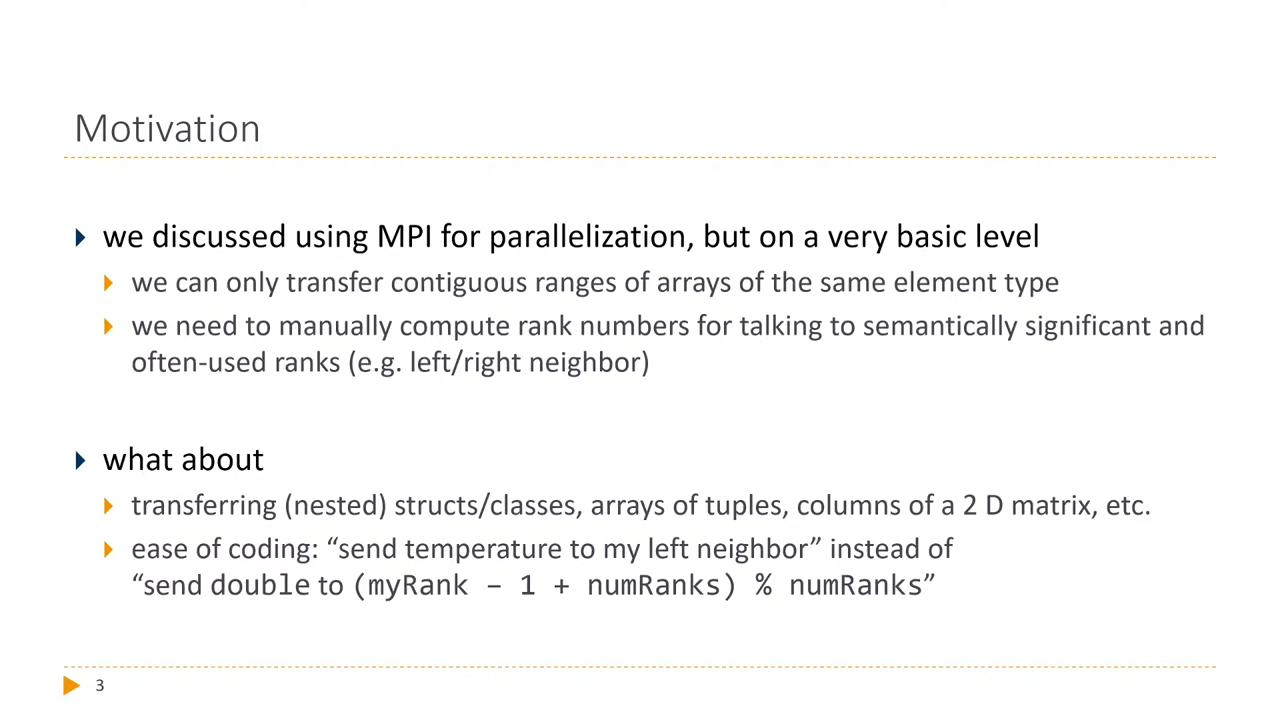 Motivation
we discussed using MPI for parallelization, but on a very basic level
we can only transfer contiguous ranges of arrays of the same element type
we need to manually compute rank numbers for talking to semantically significant and
often-used ranks (e.g. left/right neighbor)
what about
transferring (nested) structs/classes, arrays of tuples, columns of a 2 D matrix, etc.
ease of coding: “send temperature to my left neighbor” instead of
“send double to (myRank – 1 + numRanks) % numRanks”
3